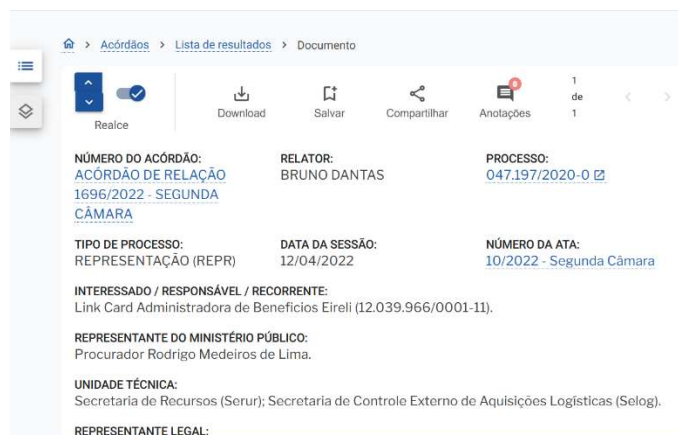 Acórdãos > Lista de resultados > Documento
Realce
Download
Salvar
Compartilhar
8
Anotações
1
de
1
NÚMERO DO ACÓRDÃO: RELATOR: PROCESSO:
ACÓRDÃO DE RELAÇÃO BRUNO DANTAS 047.197/2020-0
1696/2022 - SEGUNDA
CÂMARA
TIPO DE PROCESSO: DATA DA SESSÃO: NÚMERO DA ATA:
REPRESENTAÇÃO (REPR) 12/04/2022 10/2022 - Segunda Câmara
INTERESSADO / RESPONSÁVEL / RECORRENTE:
Link Card Administradora de Beneficios Eireli (12.039.966/0001-11).
REPRESENTANTE DO MINISTÉRIO PÚBLICO:
Procurador Rodrigo Medeiros de Lima.
UNIDADE TÉCNICA:
Secretaria de Recursos (Serur); Secretaria de Controle Externo de Aquisições Logísticas (Selog).
REPRESENTANTE LEGAL: